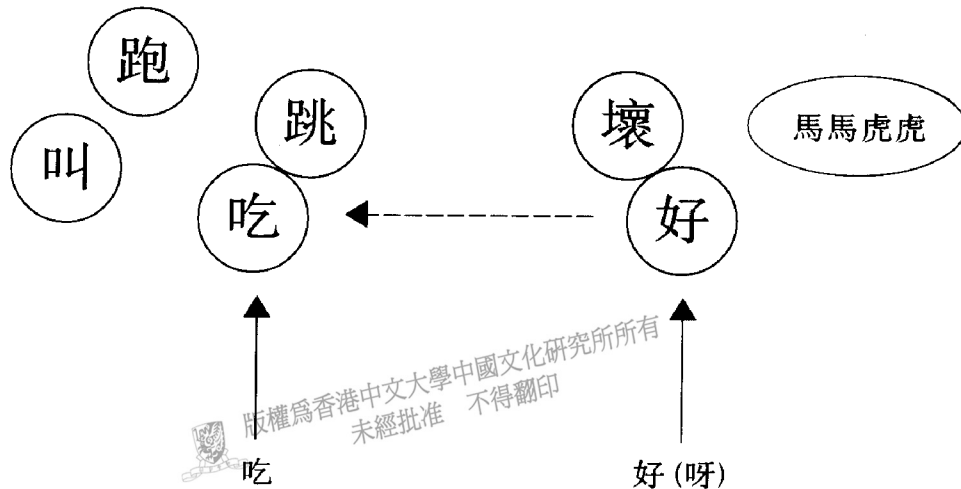 跑
叫
跳
吃
壞
好
馬馬虎虎
版權為香港中文大學中國文化研究所所有
未經批准 不得翻印
吃
好(呀)